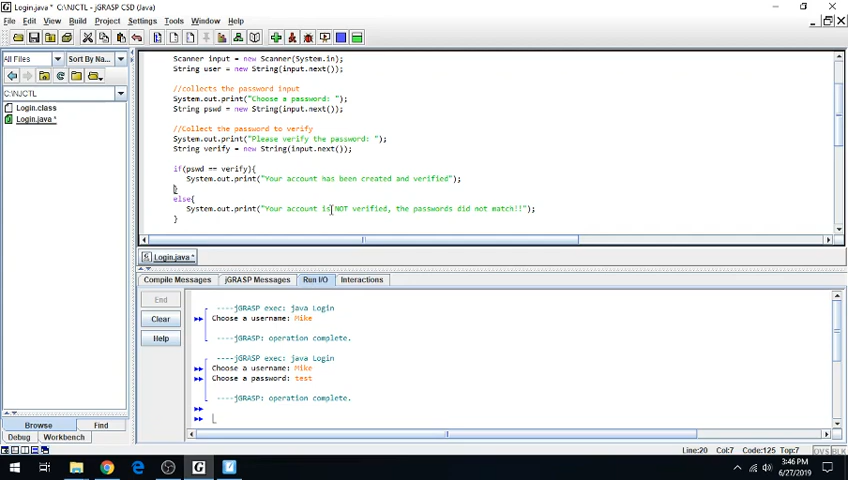 Login.java * C:\NJCTL - jGRASP CSD (Java)
File Edit View Build Project Settings Tools Window Help
All Files Sort By Na...
C:\NJCTL
Login.class
Login.java *
Browse Find
Debug Workbench
Scanner input = new Scanner(System.in);
String user = new String(input.next());
//collects the password input
System.out.print("Choose a password: ");
String pswd = new String(input.next());
//Collect the password to verify
System.out.print("Please verify the password: ");
String verify = new String(input.next());
if(pswd == verify){
System.out.print("Your account has been created and verified");
}
else{
System.out.print("Your account is NOT verified, the passwords did not match!!");
}
Login.java *
Compile Messages jGRASP Messages Run I/O Interactions
End
Clear
Help
----jGRASP exec: java Login
Choose a username: Mike
----jGRASP: operation complete.
----jGRASP exec: java Login
Choose a username: Mike
Choose a password: test
----jGRASP: operation complete.
Line:20 Col:7 Code:125 Top:7 OVS BLK
3:46 PM
6/27/2019